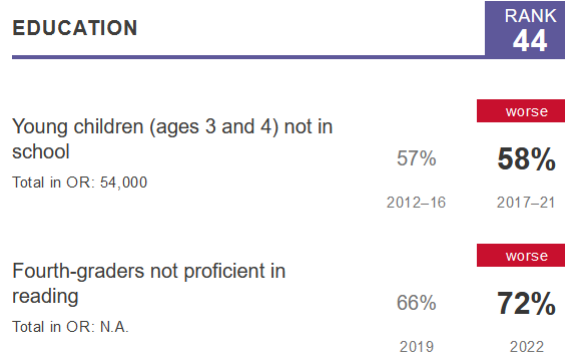 EDUCATION
RANK
44
worse
Young children (ages 3 and 4) not in
school
57%
58%
Total in OR: 54,000
2012–16
2017–21
worse
Fourth-graders not proficient in
reading
66%
72%
Total in OR: N.A.
2019
2022